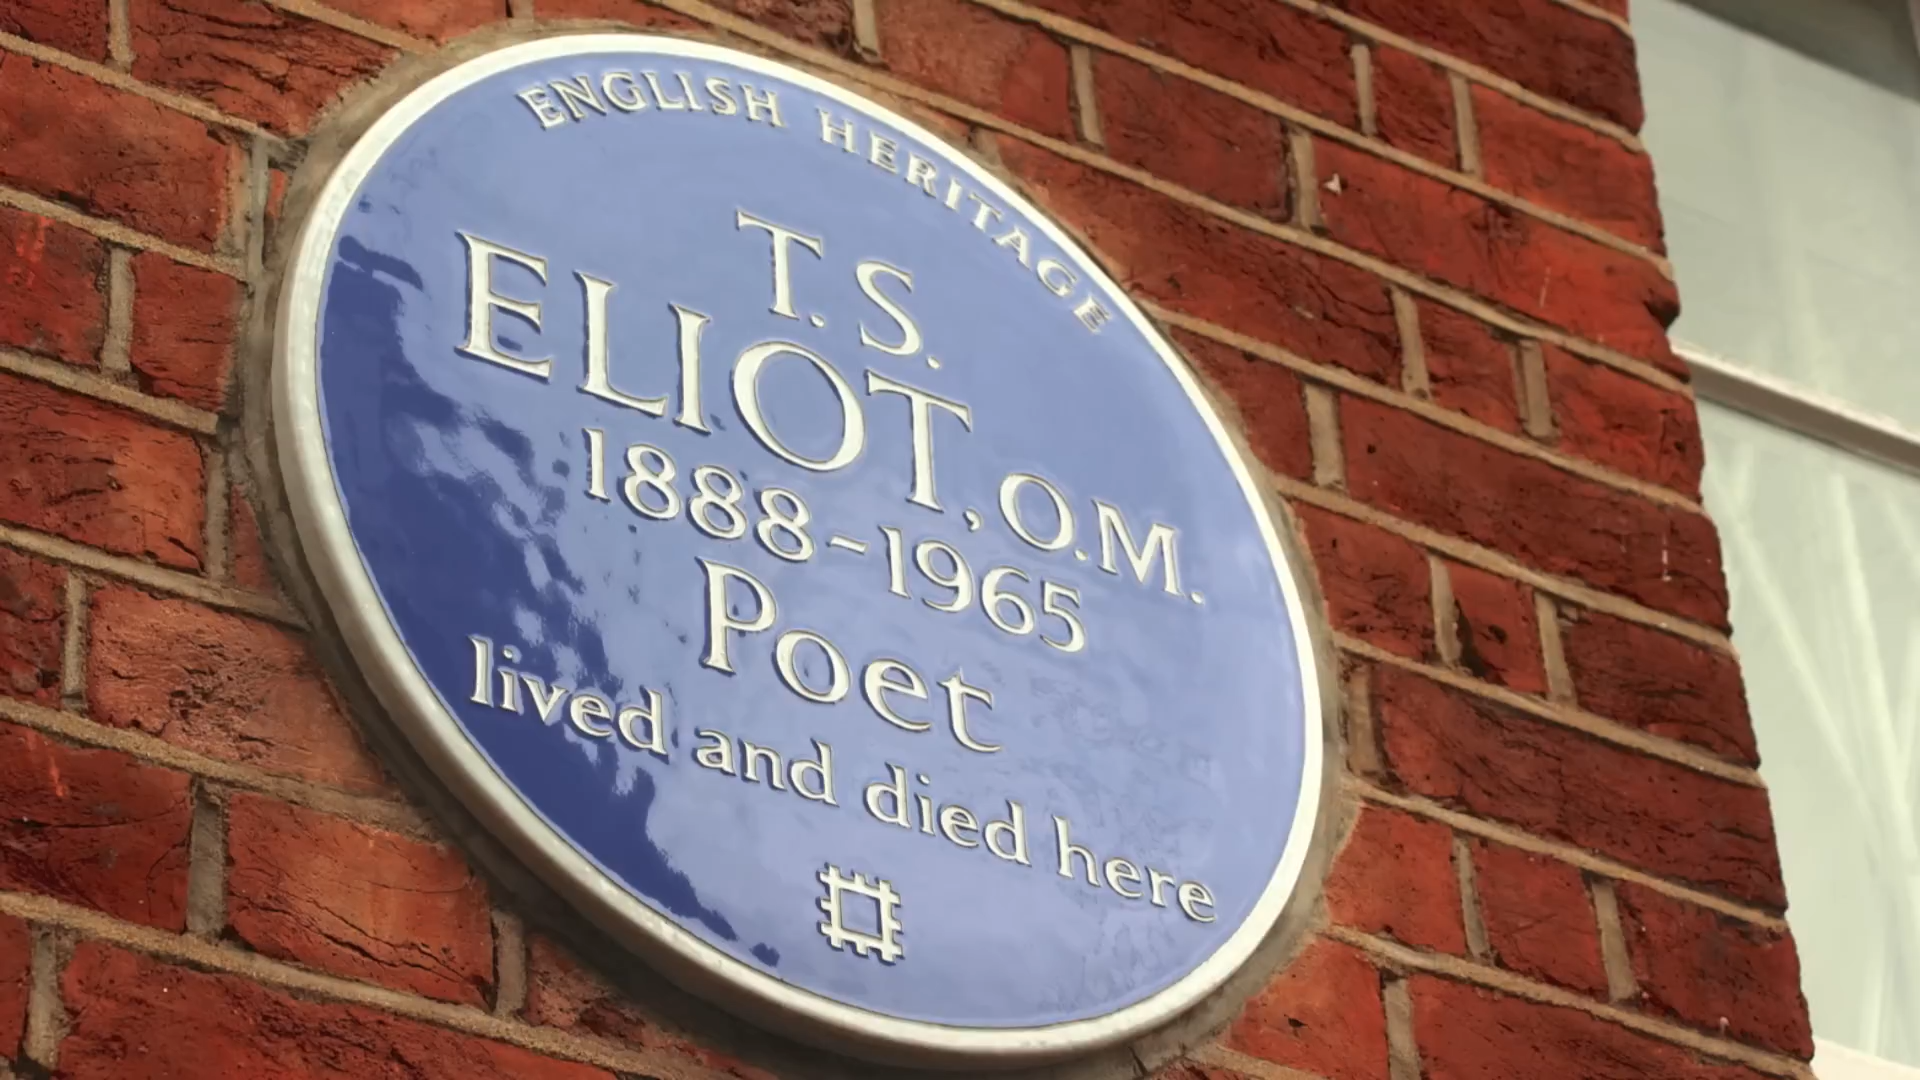 ENGLISH HERITAGE
T. S.
ELIOT, O.M.
1888-1965
Poet
lived and died here